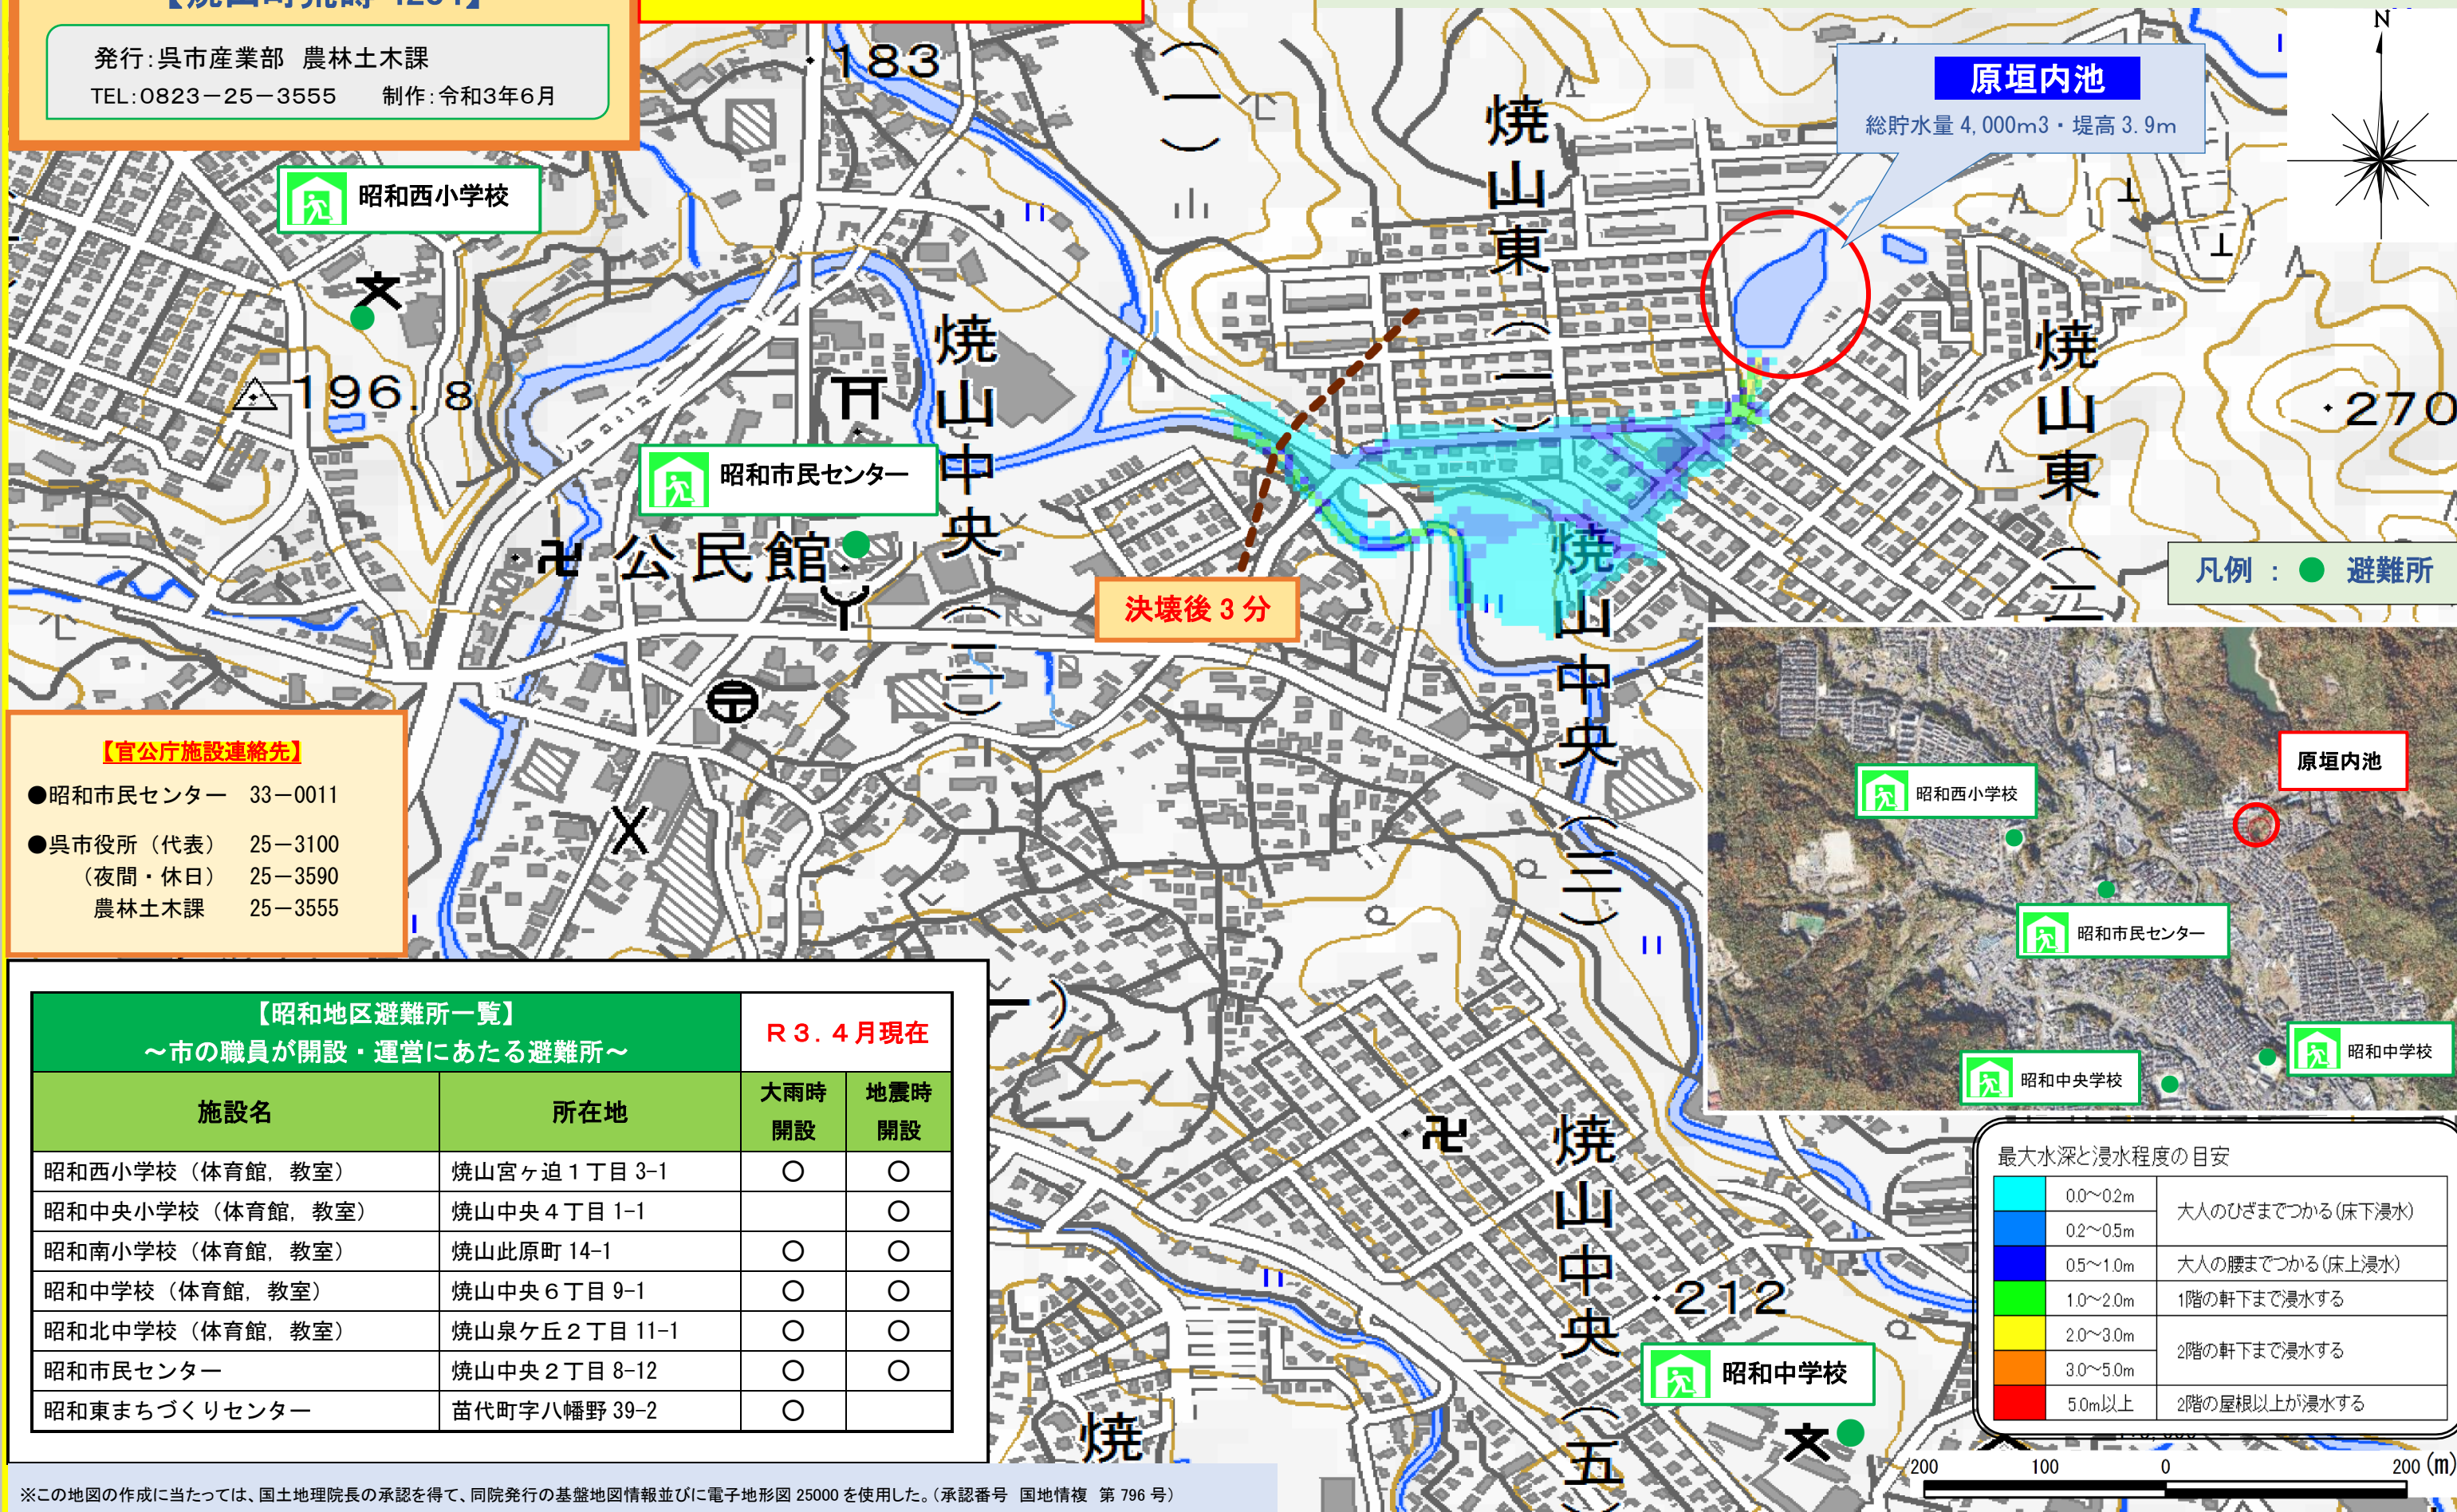 発行：呉市産業部 農林土木課
TEL：0823－25－3555 制作：令和3年6月
183
(一)
焼山東(一)
原垣内池
総貯水量 4,000m3・堤高 3.9m
N
昭和西小学校
196.8
焼山中央(二)
昭和市民センター
公民館
決壊後 3 分
焼山東(二)
270
凡例 ： ● 避難所
焼山中央(三)
【官公庁施設連絡先】
●昭和市民センター 33－0011
●呉市役所（代表） 25－3100
（夜間・休日） 25－3590
農林土木課 25－3555
原垣内池
昭和西小学校
昭和市民センター
昭和中学校
昭和中央学校
【昭和地区避難所一覧】
～市の職員が開設・運営にあたる避難所～
Ｒ３．４月現在
施設名 所在地 大雨時開設 地震時開設
昭和西小学校（体育館，教室） 焼山宮ヶ迫１丁目 3-1 〇 〇
昭和中央小学校（体育館，教室） 焼山中央４丁目 1-1 〇
昭和南小学校（体育館，教室） 焼山此原町 14-1 〇 〇
昭和中学校（体育館，教室） 焼山中央６丁目 9-1 〇 〇
昭和北中学校（体育館，教室） 焼山泉ケ丘２丁目 11-1 〇 〇
昭和市民センター 焼山中央２丁目 8-12 〇 〇
昭和東まちづくりセンター 苗代町字八幡野 39-2 〇
焼山中央(五)
212
昭和中学校
焼
最大水深と浸水程度の目安
0.0～0.2m 大人のひざまでつかる(床下浸水)
0.2～0.5m
0.5～1.0m 大人の腰までつかる(床上浸水)
1.0～2.0m 1階の軒下まで浸水する
2.0～3.0m 2階の軒下まで浸水する
3.0～5.0m
5.0m以上 2階の屋根以上が浸水する
200 100 0 200 (m)
※この地図の作成に当たっては、国土地理院長の承認を得て、同院発行の基盤地図情報並びに電子地形図 25000 を使用した。（承認番号 国地情複 第 796 号）